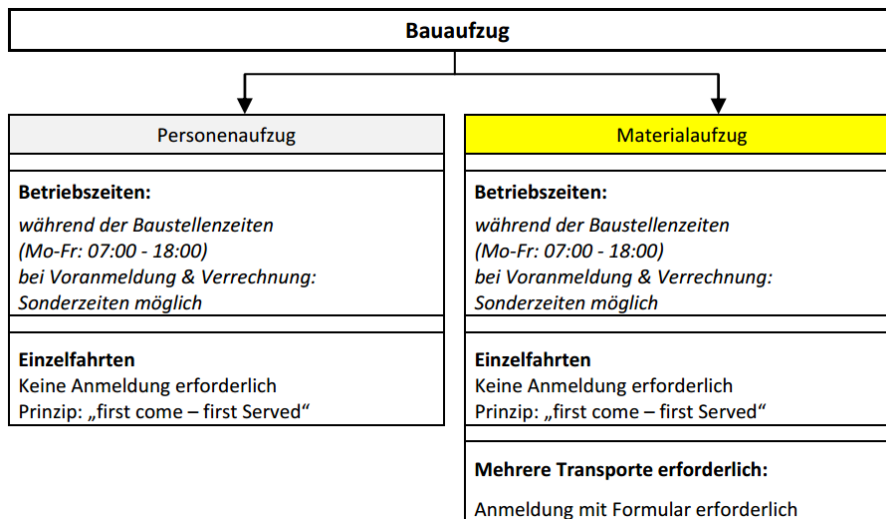 Bauaufzug
Personenaufzug
Betriebszeiten:
während der Baustellenzeiten
(Mo-Fr: 07:00 - 18:00)
bei Voranmeldung & Verrechnung:
Sonderzeiten möglich
Einzelfahrten
Keine Anmeldung erforderlich
Prinzip: „first come – first Served“
Materialaufzug
Betriebszeiten:
während der Baustellenzeiten
(Mo-Fr: 07:00 - 18:00)
bei Voranmeldung & Verrechnung:
Sonderzeiten möglich
Einzelfahrten
Keine Anmeldung erforderlich
Prinzip: „first come – first Served“
Mehrere Transporte erforderlich:
Anmeldung mit Formular erforderlich